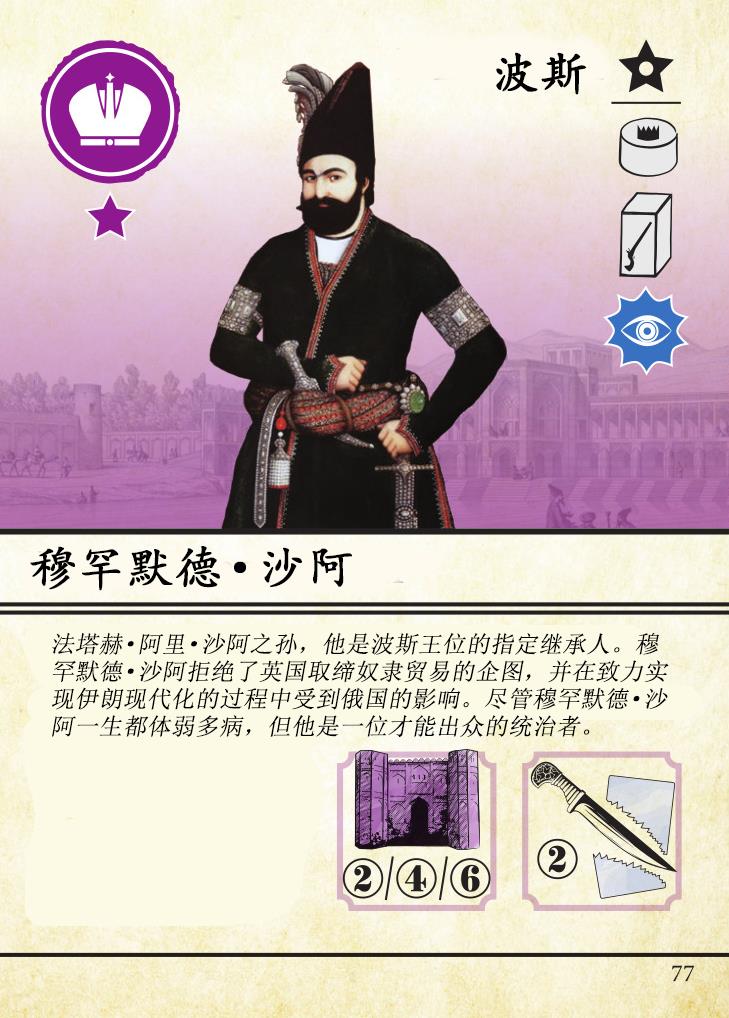 波斯
穆罕默德•沙阿
法塔赫•阿里•沙阿之孙，他是波斯王位的指定继承人。穆
罕默德•沙阿拒绝了英国取缔奴隶贸易的企图，并在致力实
现伊朗现代化的过程中受到俄国的影响。尽管穆罕默德•沙
阿一生都体弱多病，但他是一位才能出众的统治者。
②/④/⑥
②
77